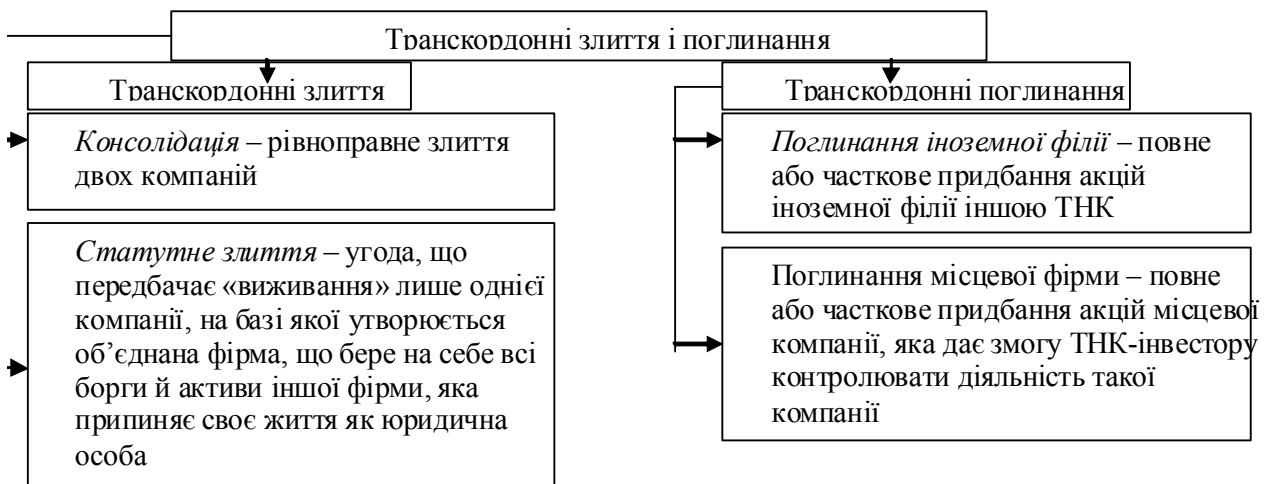 Транскордонні злиття і поглинання
Транскордонні злиття
Консолідація – рівноправне злиття
двох компаній
Статутне злиття – угода, що
передбачає «виживання» лише однієї
компанії, на базі якої утворюється
об’єднана фірма, що бере на себе всі
борги й активи іншої фірми, яка
припиняє своє життя як юридична
особа
Транскордонні поглинання
Поглинання іноземної філії – повне
або часткове придбання акцій
іноземної філії іншою ТНК
Поглинання місцевої фірми – повне
або часткове придбання акцій місцевої
компанії, яка дає змогу ТНК-інвестору
контролювати діяльність такої
компанії